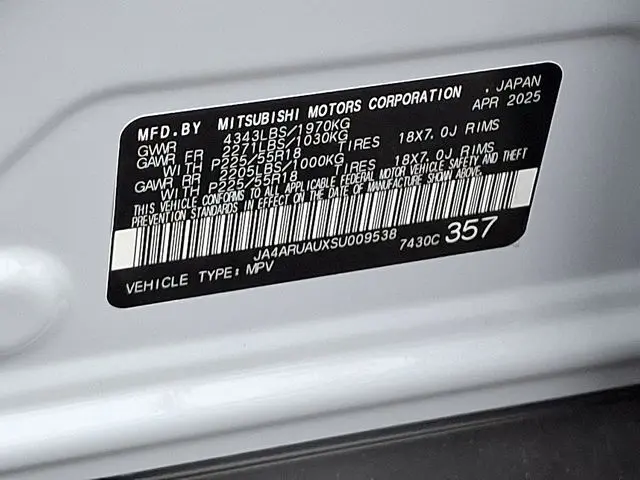 MFD.BY MITSUBISHI MOTORS CORPORATION , JAPAN
GVWR 4343LBS/1970KG APR 2025
GAWR FR 2271LBS/1030KG
WITH P225/55R18 TIRES 18X7.0J RIMS
GAWR RR 2205LBS/1000KG
WITH P225/55R18 TIRES 18X7.0J RIMS
THIS VEHICLE CONFORMS TO ALL APPLICABLE FEDERAL MOTOR VEHICLE SAFETY AND THEFT
PREVENTION STANDARDS IN EFFECT ON THE DATE OF MANUFACTURE SHOWN ABOVE.
JA4ARUAUXSU009538 7430C 357
VEHICLE TYPE: MPV